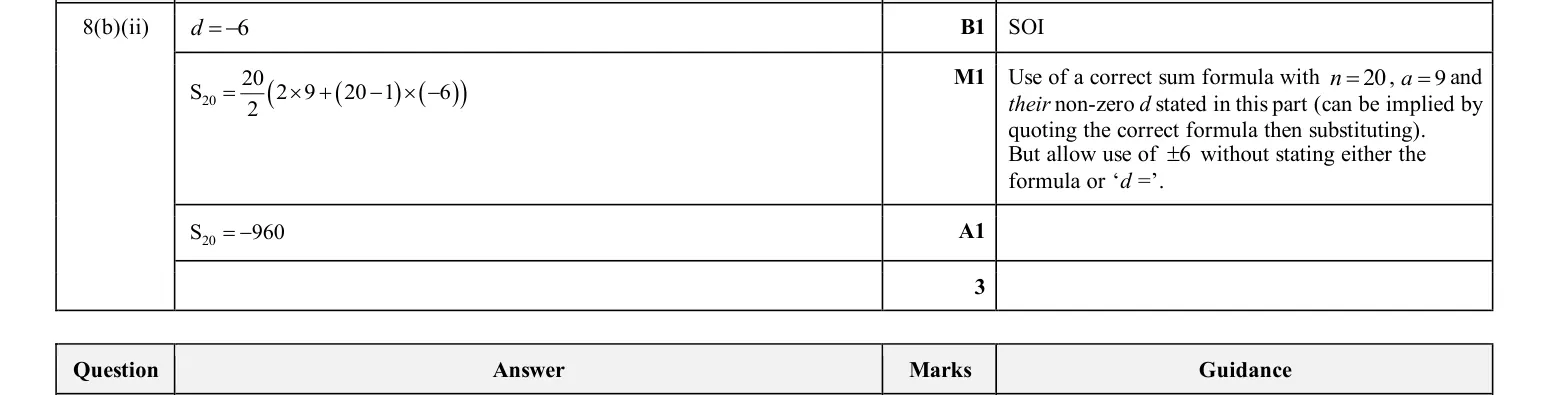 8(b)(ii) d = −6 B1 SOI
S₂₀ = 20/2 (2×9+(20−1)×(−6)) M1 Use of a correct sum formula with n = 20, a = 9 and
their non-zero d stated in this part (can be implied by
quoting the correct formula then substituting).
But allow use of ±6 without stating either the
formula or ‘d =’.
S₂₀ = −960 A1
3
Question Answer Marks Guidance